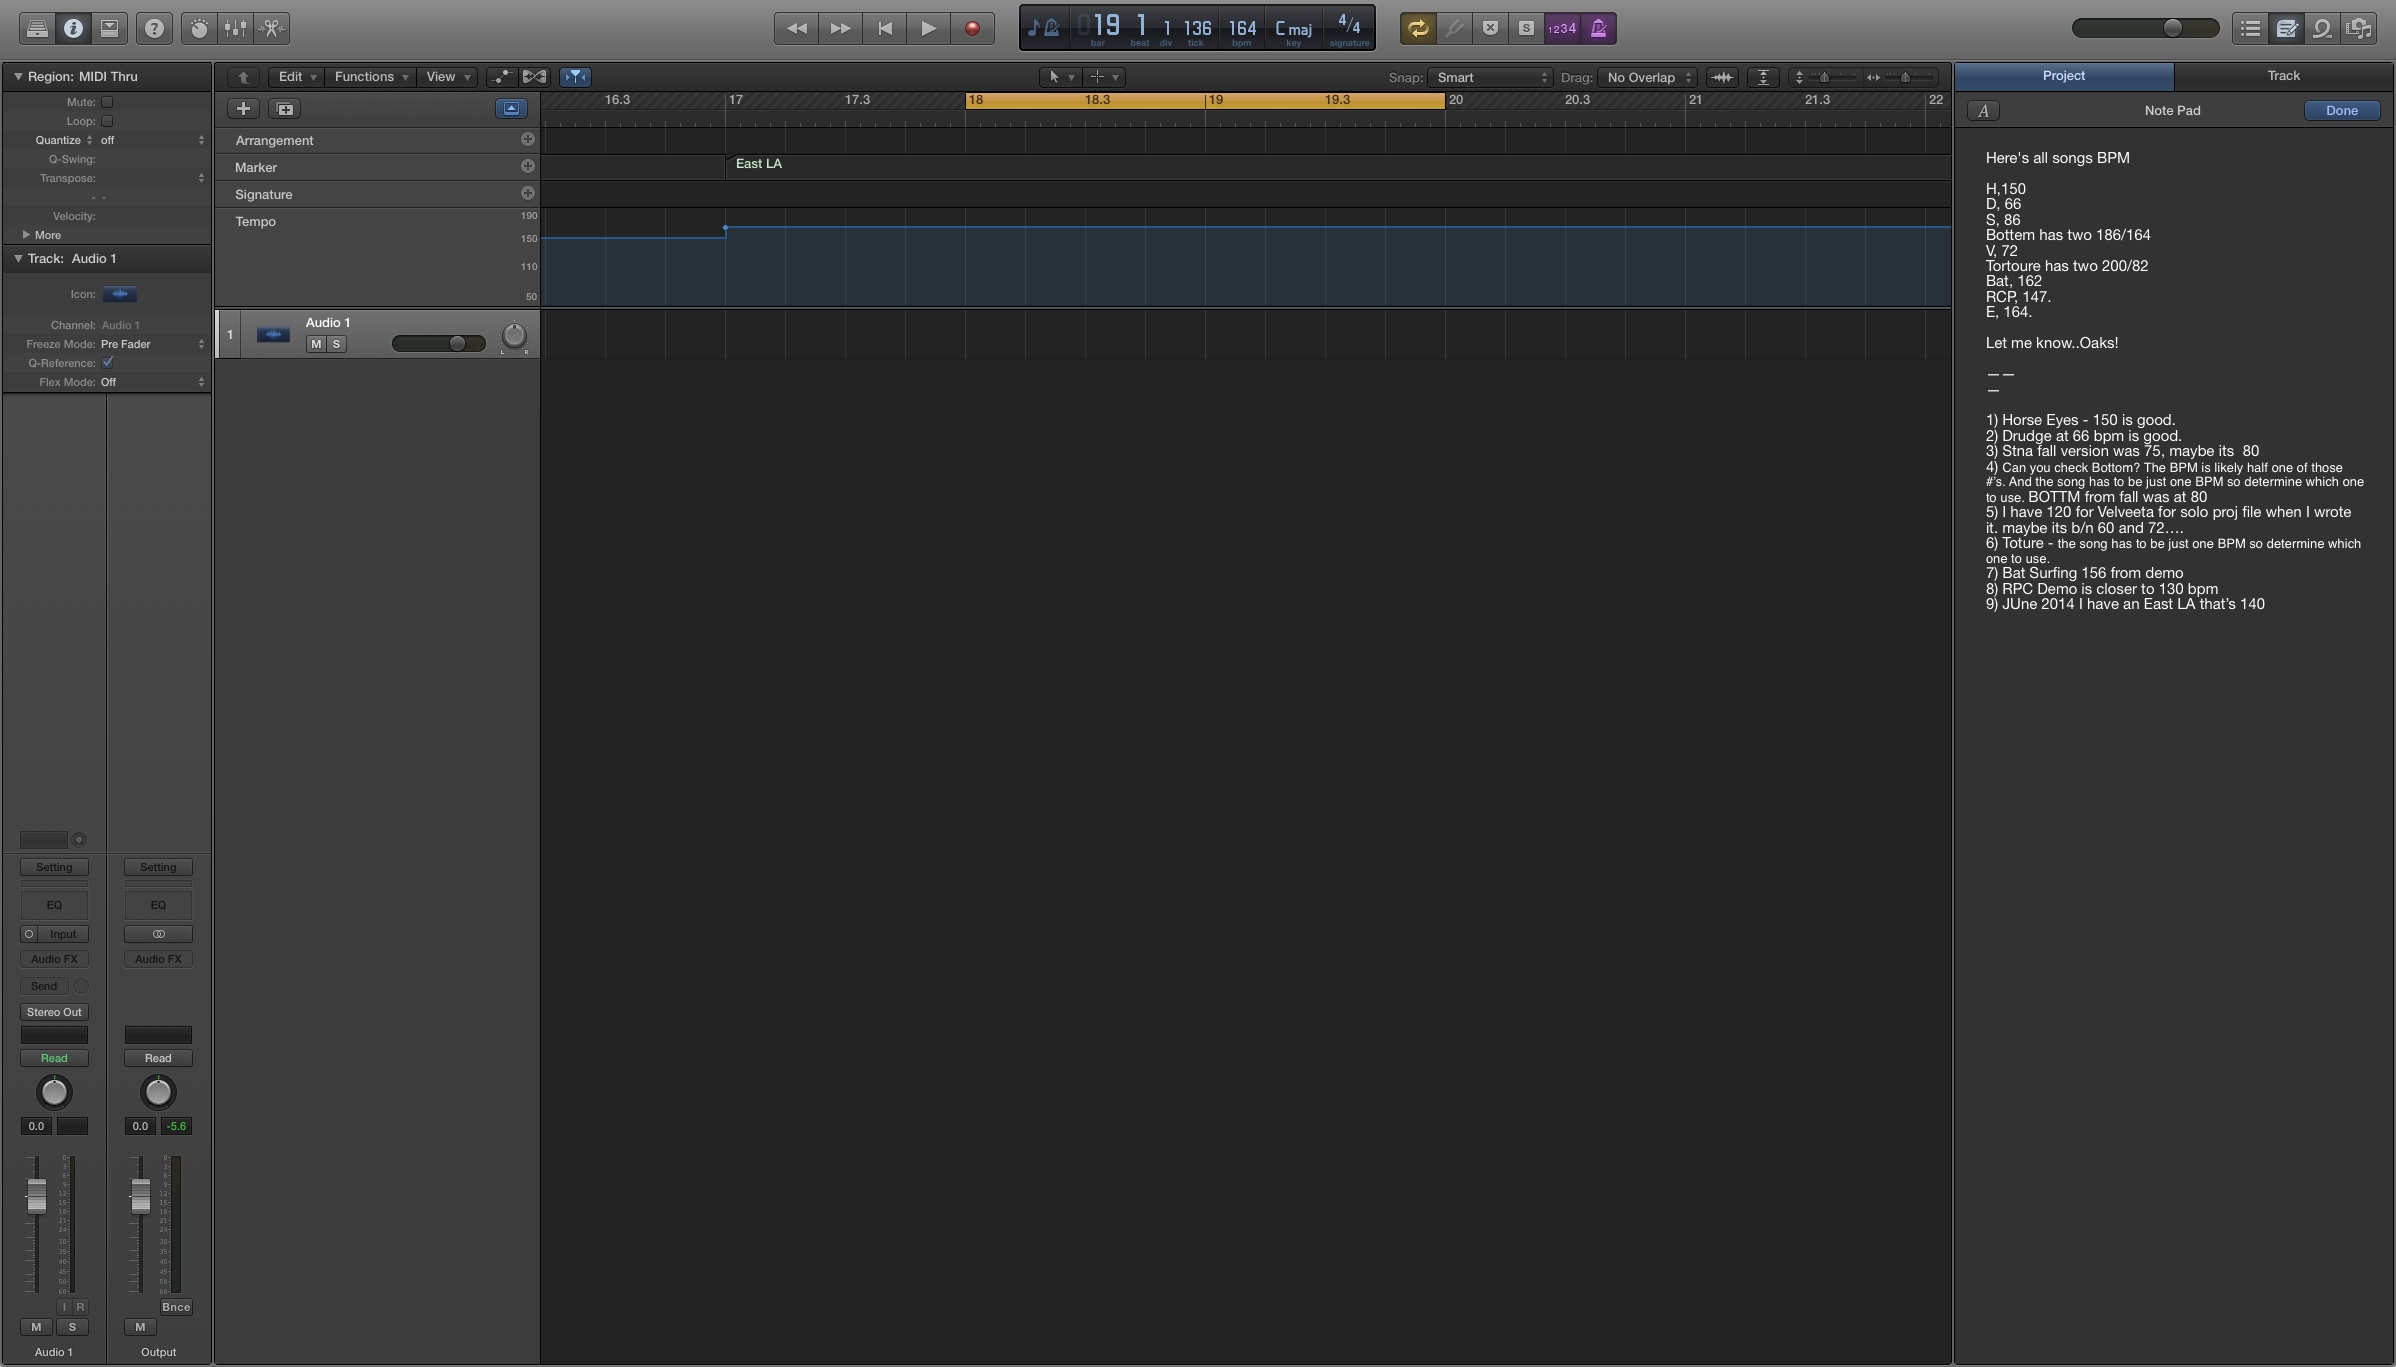 19 1 1 136 164 C maj 4/4
bar beat div tick bpm key signature
S 1234
Region: MIDI Thru
Mute:
Loop:
Quantize off
Q-Swing:
Transpose:
- -
Velocity:
More
Track: Audio 1
Icon:
Channel: Audio 1
Freeze Mode: Pre Fader
Q-Reference:
Flex Mode: Off
Setting Setting
EQ EQ
Input
Audio FX Audio FX
Send
Stereo Out
Read Read
0.0 0.0 -5.6
I R Bnce
M S M
Audio 1 Output
Edit Functions View
Snap: Smart Drag: No Overlap
16.3 17 17.3 18 18.3 19 19.3 20 20.3 21 21.3 22
Arrangement
Marker East LA
Signature
Tempo 190
150
110
50
1 Audio 1
M S
L R
Project Track
A Note Pad Done
Here's all songs BPM
H,150
D, 66
S, 86
Bottem has two 186/164
V, 72
Tortoure has two 200/82
Bat, 162
RCP, 147.
E, 164.
Let me know..Oaks!
— —
—
1) Horse Eyes - 150 is good.
2) Drudge at 66 bpm is good.
3) Stna fall version was 75, maybe its  80
4) Can you check Bottom? The BPM is likely half one of those
#'s. And the song has to be just one BPM so determine which one
to use. BOTTM from fall was at 80
5) I have 120 for Velveeta for solo proj file when I wrote
it. maybe its b/n 60 and 72....
6) Toture - the song has to be just one BPM so determine which
one to use.
7) Bat Surfing 156 from demo
8) RPC Demo is closer to 130 bpm
9) JUne 2014 I have an East LA that's 140